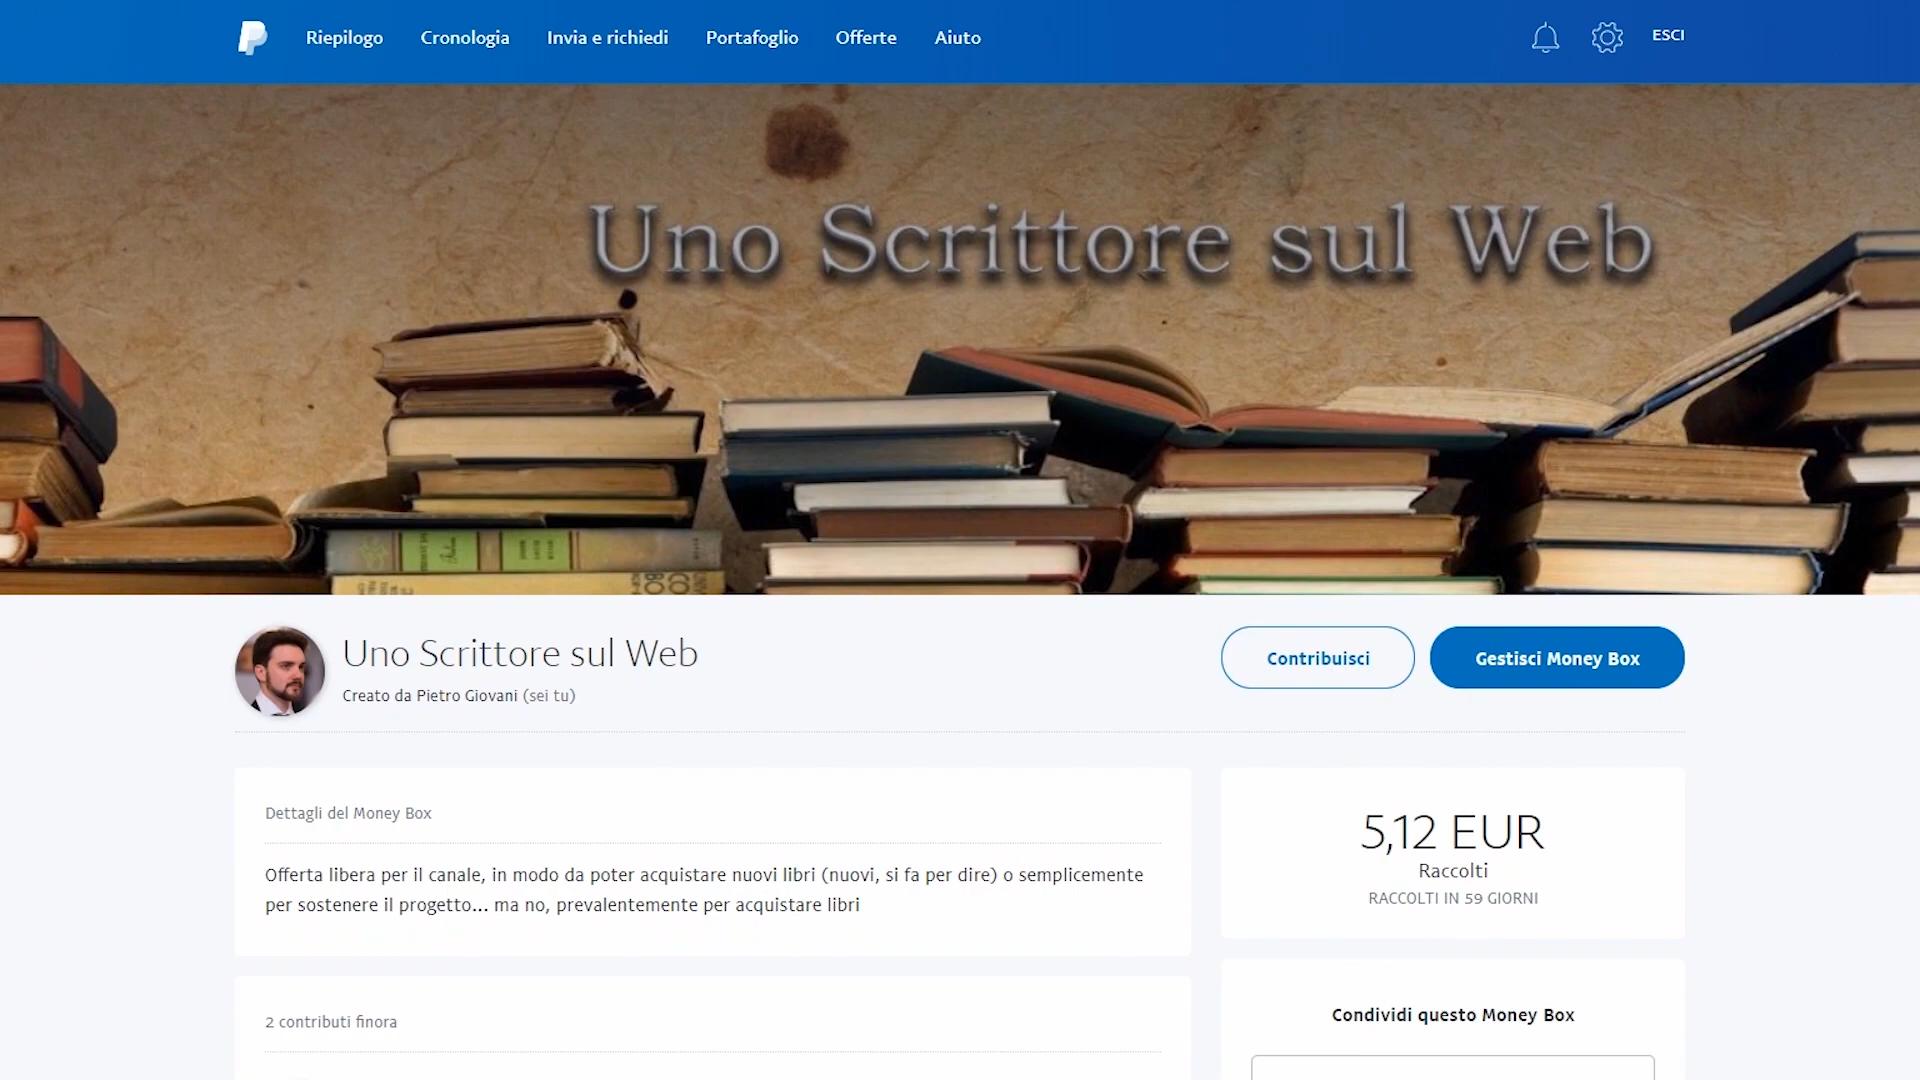 Riepilogo Cronologia Invia e richiedi Portafoglio Offerte Aiuto ESCI
Uno Scrittore sul Web
Uno Scrittore sul Web
Creato da Pietro Giovani (sei tu)
Contribuisci
Gestisci Money Box
Dettagli del Money Box
Offerta libera per il canale, in modo da poter acquistare nuovi libri (nuovi, si fa per dire) o semplicemente
per sostenere il progetto... ma no, prevalentemente per acquistare libri
5,12 EUR
Raccolti
RACCOLTI IN 59 GIORNI
2 contributi finora
Condividi questo Money Box